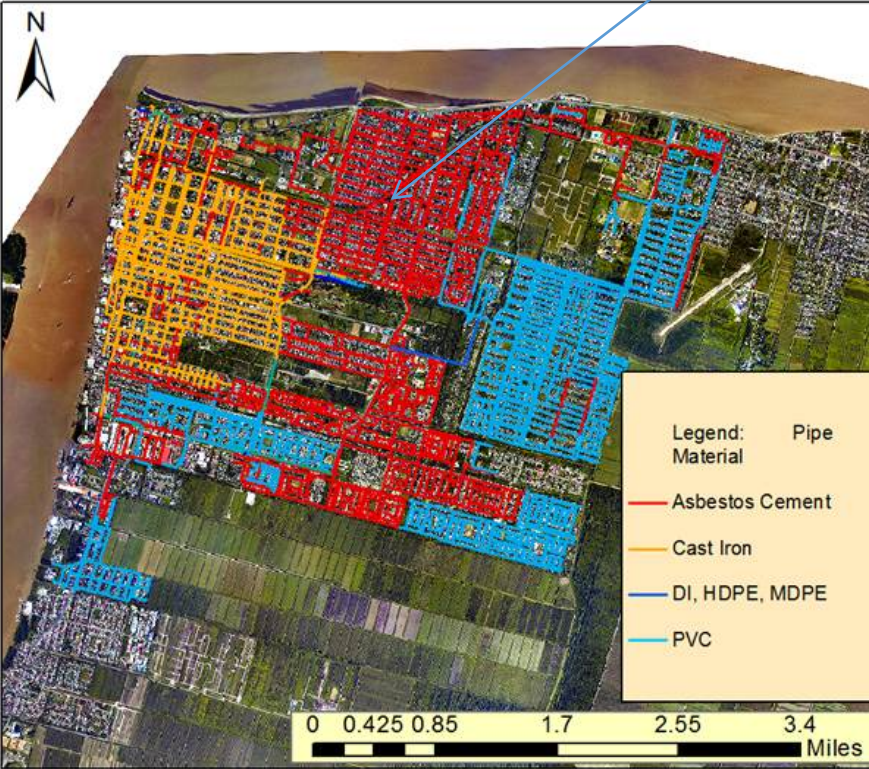 N
Legend: Pipe
Material
Asbestos Cement
Cast Iron
DI, HDPE, MDPE
PVC
0 0.425 0.85 1.7 2.55 3.4
Miles